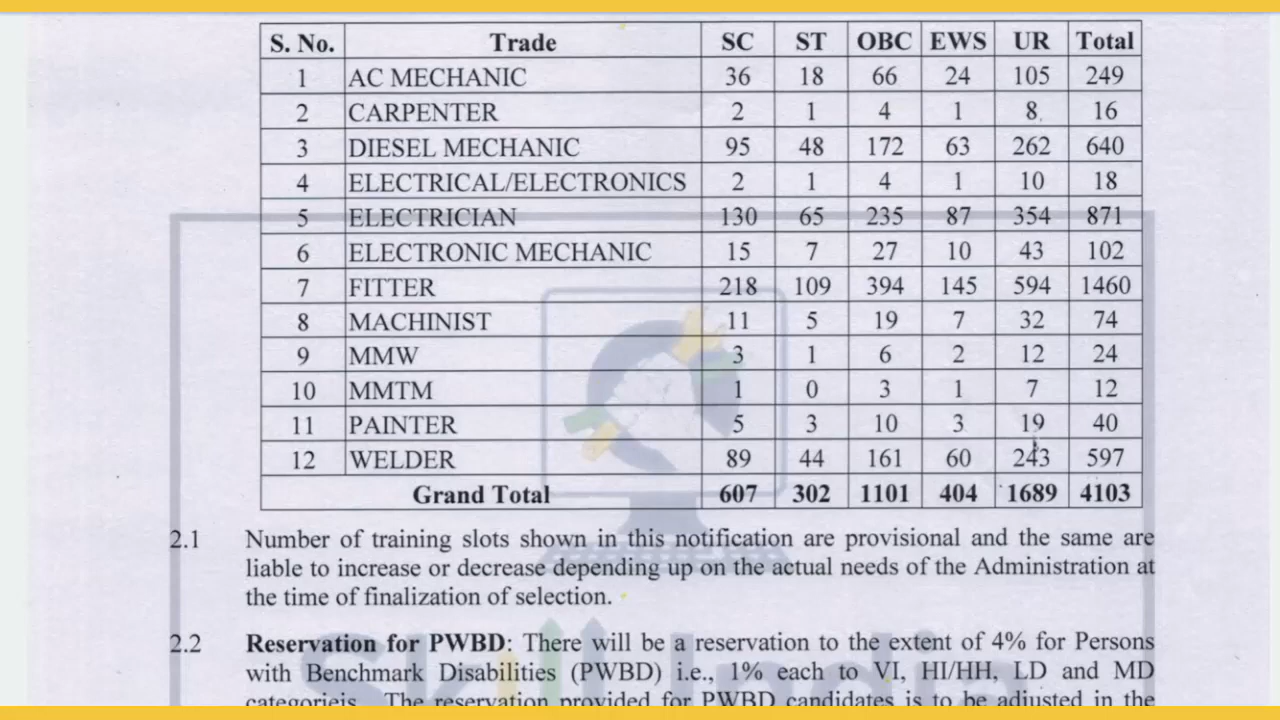 S. No. Trade SC ST OBC EWS UR Total
1 AC MECHANIC 36 18 66 24 105 249
2 CARPENTER 2 1 4 1 8 16
3 DIESEL MECHANIC 95 48 172 63 262 640
4 ELECTRICAL/ELECTRONICS 2 1 4 1 10 18
5 ELECTRICIAN 130 65 235 87 354 871
6 ELECTRONIC MECHANIC 15 7 27 10 43 102
7 FITTER 218 109 394 145 594 1460
8 MACHINIST 11 5 19 7 32 74
9 MMW 3 1 6 2 12 24
10 MMTM 1 0 3 1 7 12
11 PAINTER 5 3 10 3 19 40
12 WELDER 89 44 161 60 243 597
Grand Total 607 302 1101 404 1689 4103
2.1 Number of training slots shown in this notification are provisional and the same are
liable to increase or decrease depending up on the actual needs of the Administration at
the time of finalization of selection.
2.2 Reservation for PWBD: There will be a reservation to the extent of 4% for Persons
with Benchmark Disabilities (PWBD) i.e., 1% each to VI, HI/HH, LD and MD
categorieis. The reservation provided for PWBD candidates is to be adjusted in the
Skill India